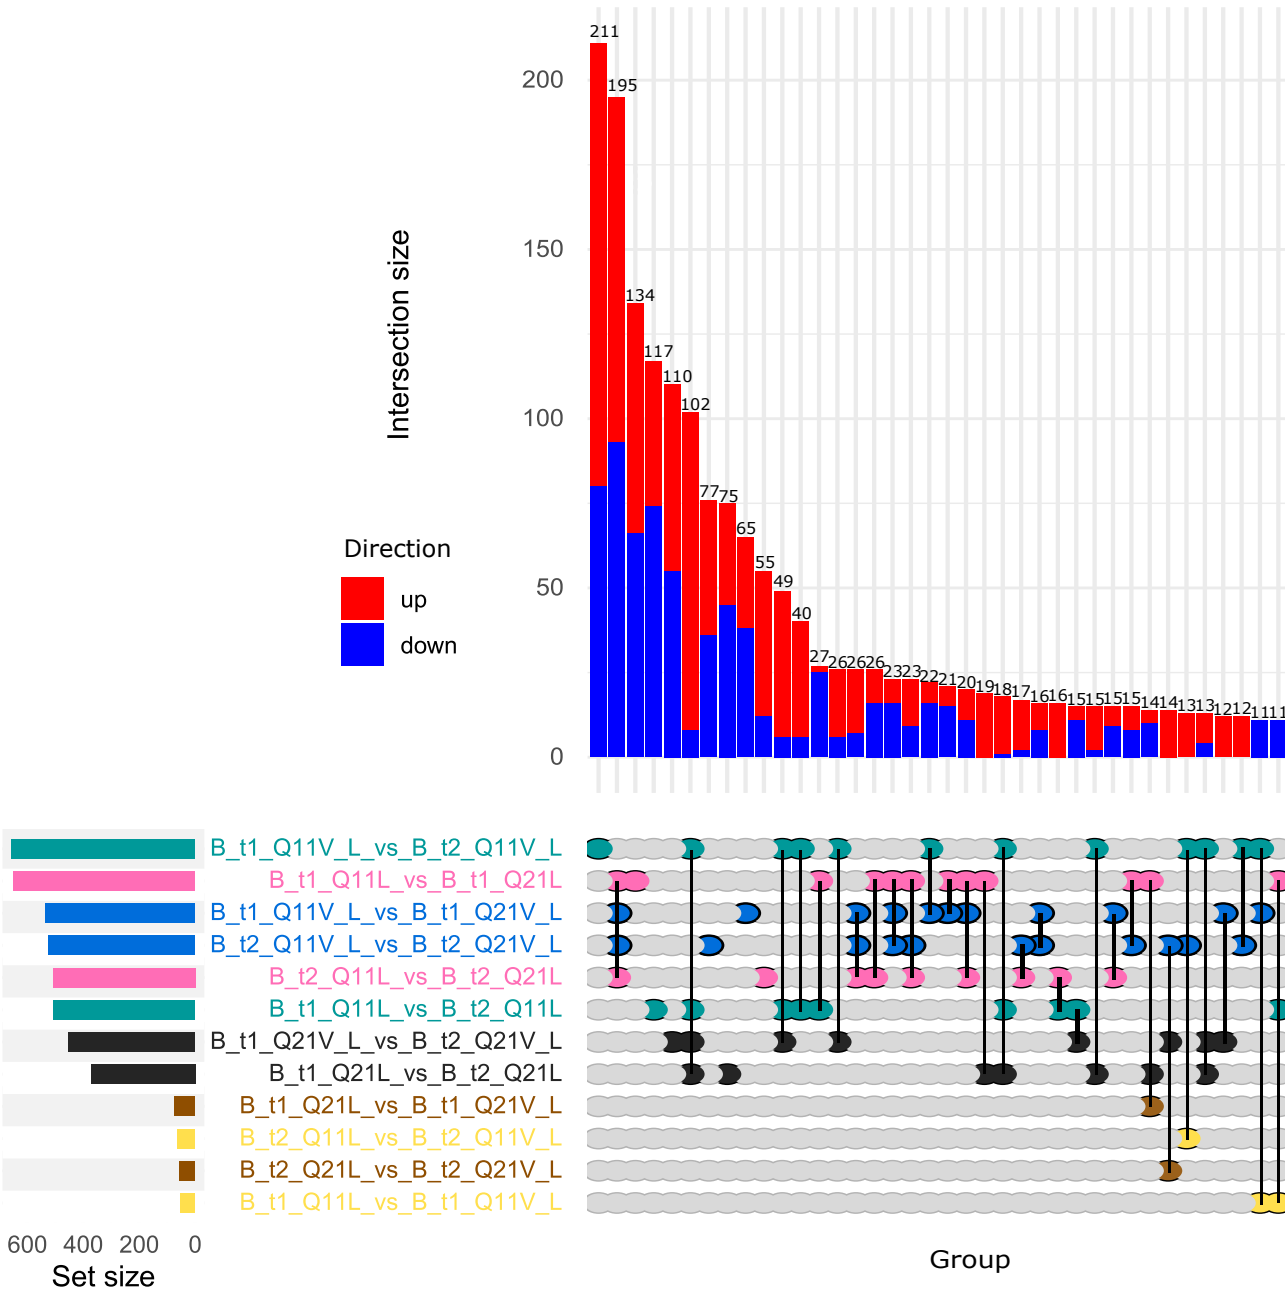 211
195
134
117
110
102
77
75
65
55
49
40
27
26
26
26
23
23
22
21
20
19
18
17
16
16
15
15
15
15
14
14
13
13
12
12
11
11
200
150
100
50
0
Intersection size
Direction
up
down
B_t1_Q11V_L_vs_B_t2_Q11V_L
B_t1_Q11L_vs_B_t1_Q21L
B_t1_Q11V_L_vs_B_t1_Q21V_L
B_t2_Q11V_L_vs_B_t2_Q21V_L
B_t2_Q11L_vs_B_t2_Q21L
B_t1_Q11L_vs_B_t2_Q11L
B_t1_Q21V_L_vs_B_t2_Q21V_L
B_t1_Q21L_vs_B_t2_Q21L
B_t1_Q21L_vs_B_t1_Q21V_L
B_t2_Q11L_vs_B_t2_Q11V_L
B_t2_Q21L_vs_B_t2_Q21V_L
B_t1_Q11L_vs_B_t1_Q11V_L
600 400 200 0
Set size
Group